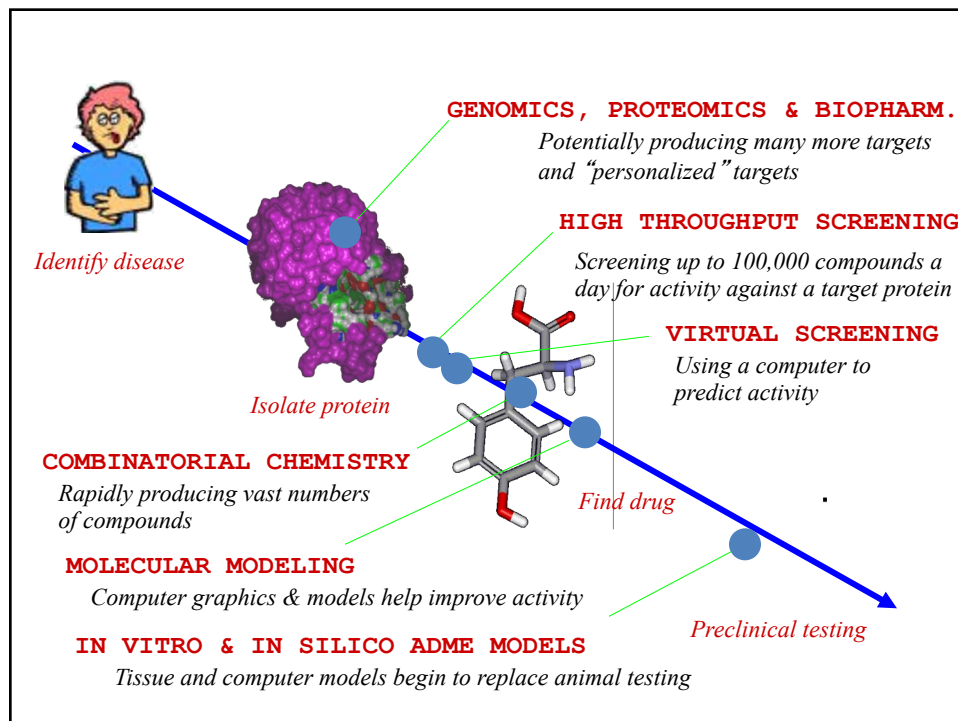 GENOMICS, PROTEOMICS & BIOPHARM.
Potentially producing many more targets
and “personalized” targets
HIGH THROUGHPUT SCREENING
Identify disease
Screening up to 100,000 compounds a
day for activity against a target protein
VIRTUAL SCREENING
Using a computer to
predict activity
Isolate protein
COMBINATORIAL CHEMISTRY
Rapidly producing vast numbers
of compounds
Find drug
MOLECULAR MODELING
Computer graphics & models help improve activity
Preclinical testing
IN VITRO & IN SILICO ADME MODELS
Tissue and computer models begin to replace animal testing